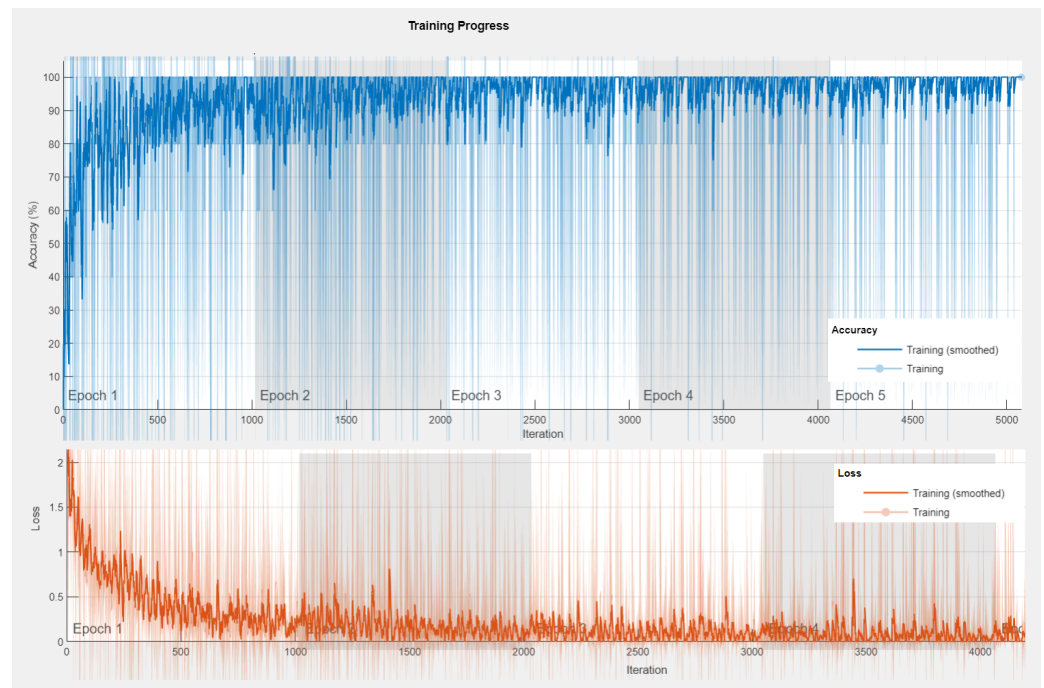 Training Progress
100
90
80
70
60
50
40
30
20
10
0
Accuracy (%)
Epoch 1
Epoch 2
Epoch 3
Epoch 4
Epoch 5
Accuracy
Training (smoothed)
Training
0
500
1000
1500
2000
2500
3000
3500
4000
4500
5000
Iteration
2
1.5
1
0.5
0
Loss
Loss
Training (smoothed)
Training
Epoch 1
Epoch 4
0
500
1000
1500
2000
2500
3000
3500
4000
Iteration